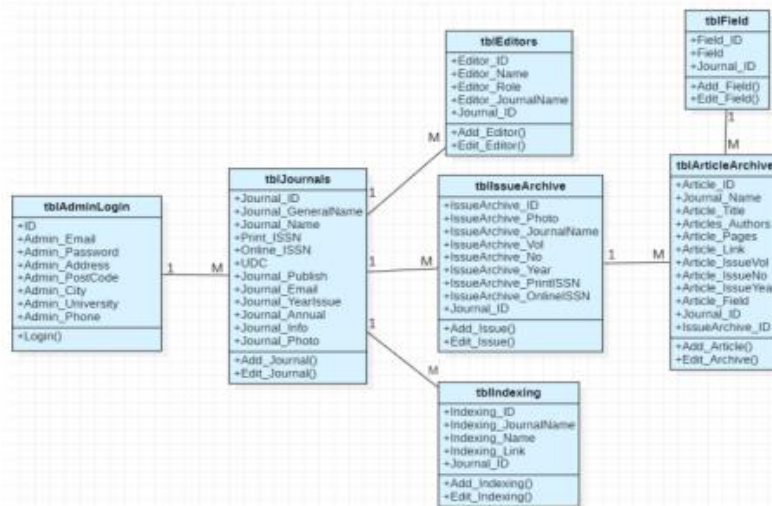 tblAdminLogin
+ID
+Admin_Email
+Admin_Password
+Admin_Address
+Admin_PostCode
+Admin_City
+Admin_University
+Admin_Phone
+Login()
1
M
tblJournals
+Journal_ID
+Journal_GeneralName
+Journal_Name
+Print_ISSN
+Online_ISSN
+UDC
+Journal_Publish
+Journal_Email
+Journal_YearIssue
+Journal_Annual
+Journal_Info
+Journal_Photo
+Add_Journal()
+Edit_Journal()
1
M
1
M
1
M
tblEditors
+Editor_ID
+Editor_Name
+Editor_Role
+Editor_JournalName
+Journal_ID
+Add_Editor()
+Edit_Editor()
tblIssueArchive
+IssueArchive_ID
+IssueArchive_Photo
+IssueArchive_JournalName
+IssueArchive_Vol
+IssueArchive_No
+IssueArchive_Year
+IssueArchive_PrintISSN
+IssueArchive_OnlineISSN
+Journal_ID
+Add_Issue()
+Edit_Issue()
1
M
tblIndexing
+Indexing_ID
+Indexing_JournalName
+Indexing_Name
+Indexing_Link
+Journal_ID
+Add_Indexing()
+Edit_Indexing()
tblField
+Field_ID
+Field
+Journal_ID
+Add_Field()
+Edit_Field()
1
M
tblArticleArchive
+Article_ID
+Journal_Name
+Article_Title
+Articles_Authors
+Article_Pages
+Article_Link
+Article_IssueVol
+Article_IssueNo
+Article_IssueYear
+Article_Field
+Journal_ID
+IssueArchive_ID
+Add_Article()
+Edit_Archive()